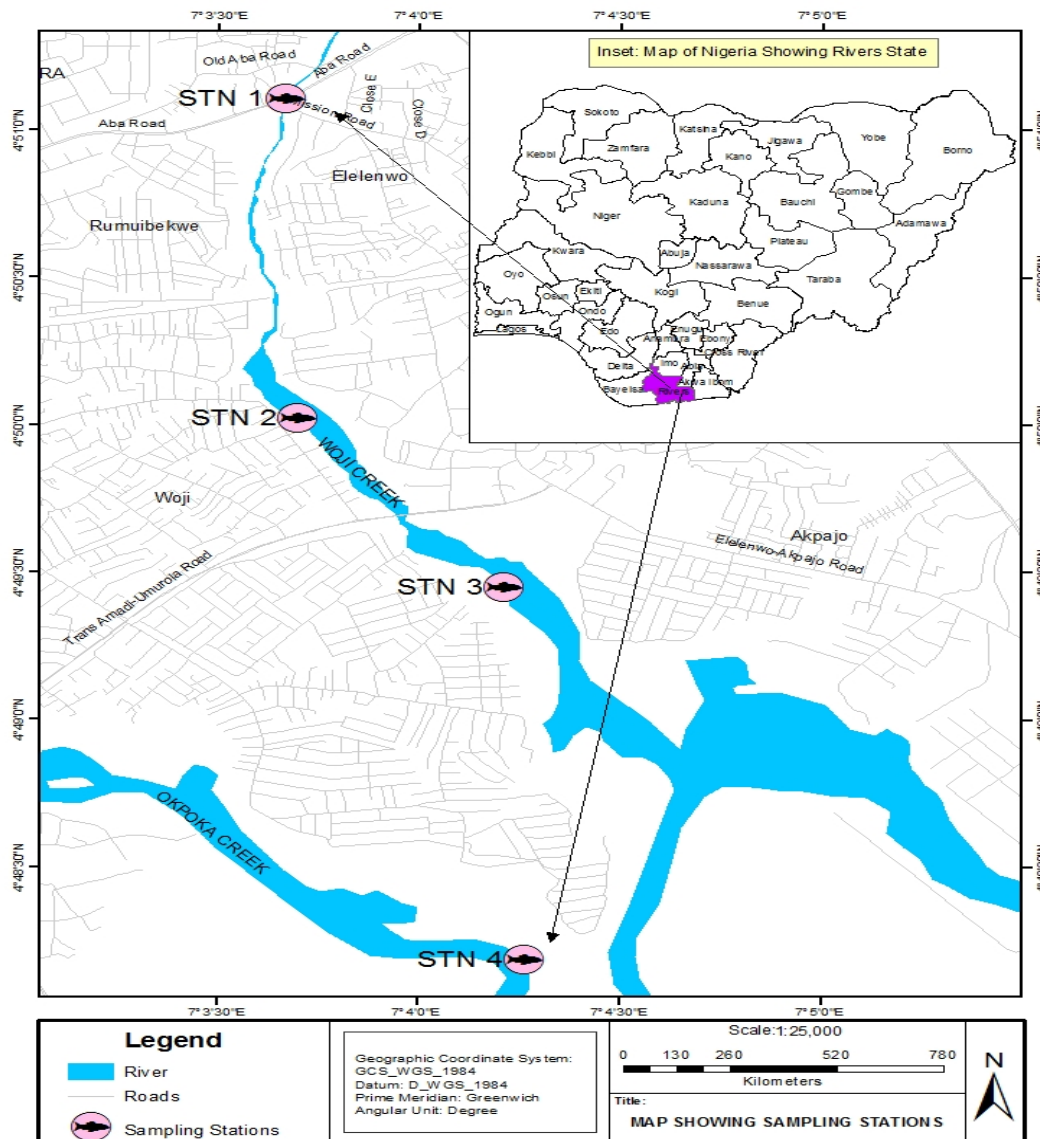 7° 3'30"E
7° 4'0"E
7° 4'30"E
7° 5'0"E
Inset: Map of Nigeria Showing Rivers State
Old Aba Road
Aba Road
RA
STN 1
Mission Road
Close E
Close D
Aba Road
4°51'0"N
Elelenwo
Rumuibekwe
4°50'30"N
Sokoto
Zamfara
Kebbi
Katsina
Kano
Jigawa
Yobe
Borno
Gombe
Bauchi
Kaduna
Niger
Adamawa
Plateau
Kwara
Abuja
Nassarawa
Taraba
Oyo
Ekiti
Kogi
Osun
Benue
Ogun
Ondo
Lagos
Edo
Enugu
Anambra
Ebony
Cross River
Imo
Abia
Delta
Akwa Ibom
Bayelsa
Rivers
STN 2
4°50'0"N
WOJI CREEK
Woji
Akpajo
Elelenwo-Akpajo Road
4°49'30"N
STN 3
Trans Amadi-Umurola Road
4°49'0"N
OKPOKA CREEK
4°48'30"N
STN 4
7° 3'30"E
7° 4'0"E
7° 4'30"E
7° 5'0"E
Legend
River
Roads
Sampling Stations
Geographic Coordinate System:
GCS_WGS_1984
Datum: D_WGS_1984
Prime Meridian: Greenwich
Angular Unit: Degree
Scale:1:25,000
0 130 260 520 780
Kilometers
Title:
MAP SHOWING SAMPLING STATIONS
N